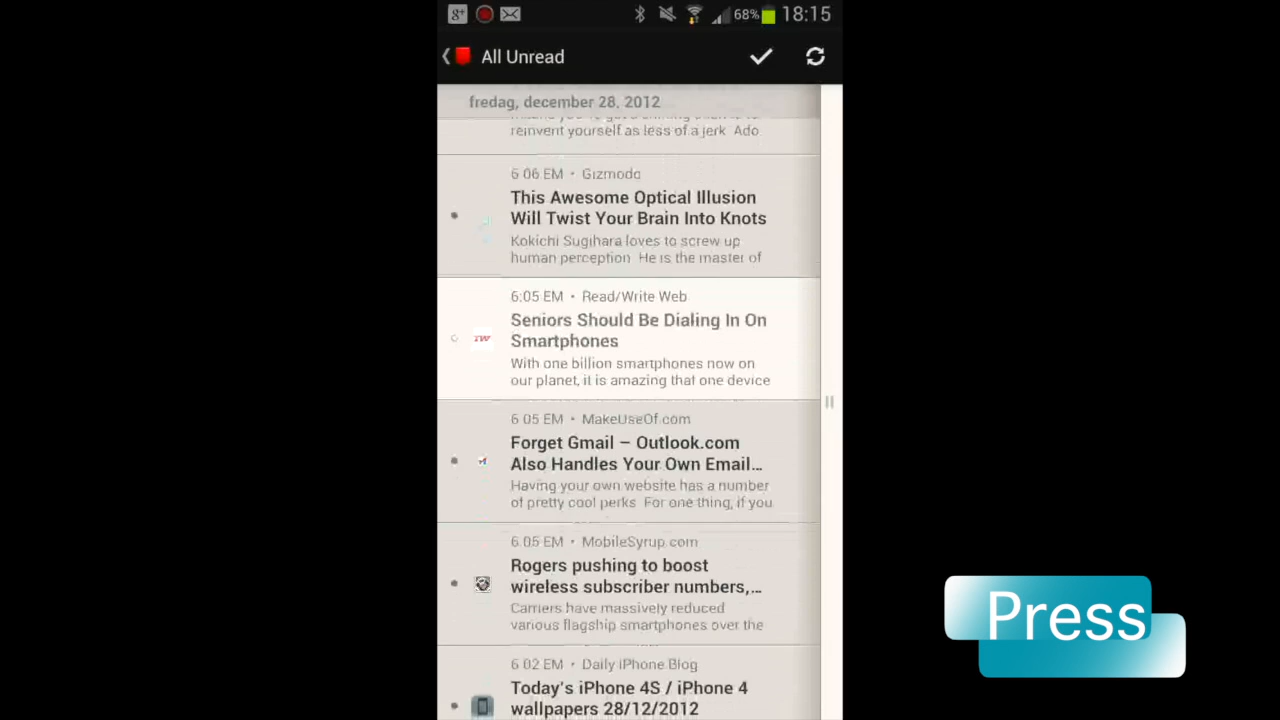 68% 18:15
All Unread
fredag, december 28, 2012
reinvent yourself as less of a jerk Ado
6 06 EM • Gizmodo
This Awesome Optical Illusion
Will Twist Your Brain Into Knots
Kokichi Sugihara loves to screw up
human perception He is the master of
6:05 EM • Read/Write Web
Seniors Should Be Dialing In On
Smartphones
With one billion smartphones now on
our planet, it is amazing that one device
6 05 EM • MakeUseOf.com
Forget Gmail – Outlook.com
Also Handles Your Own Email...
Having your own website has a number
of pretty cool perks For one thing, if you
6 05 EM • MobileSyrup.com
Rogers pushing to boost
wireless subscriber numbers,...
Carriers have massively reduced
various flagship smartphones over the
6 02 EM • Daily iPhone Blog
Today's iPhone 4S / iPhone 4
wallpapers 28/12/2012
Press